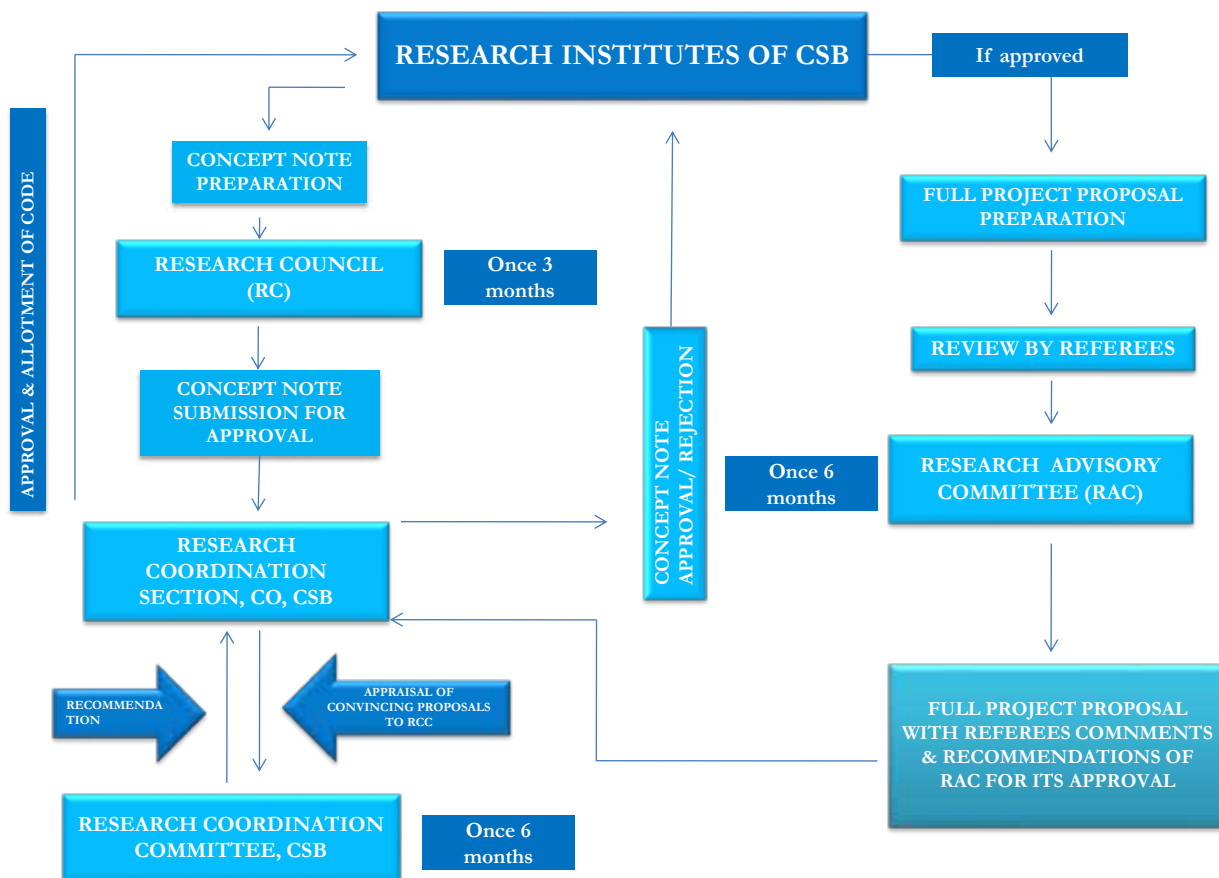 RESEARCH INSTITUTES OF CSB
If approved
APPROVAL & ALLOTMENT OF CODE
CONCEPT NOTE
PREPARATION
FULL PROJECT PROPOSAL
PREPARATION
RESEARCH COUNCIL
(RC)
Once 3
months
REVIEW BY REFEREES
CONCEPT NOTE
SUBMISSION FOR
APPROVAL
CONCEPT NOTE
APPROVAL/ REJECTION
Once 6
months
RESEARCH ADVISORY
COMMITTEE (RAC)
RESEARCH
COORDINATION
SECTION, CO, CSB
RECOMMENDA
TION
APPRAISAL OF
CONVINCING PROPOSALS
TO RCC
FULL PROJECT PROPOSAL
WITH REFEREES COMNMENTS
& RECOMMENDATIONS OF
RAC FOR ITS APPROVAL
RESEARCH COORDINATION
COMMITTEE, CSB
Once 6
months